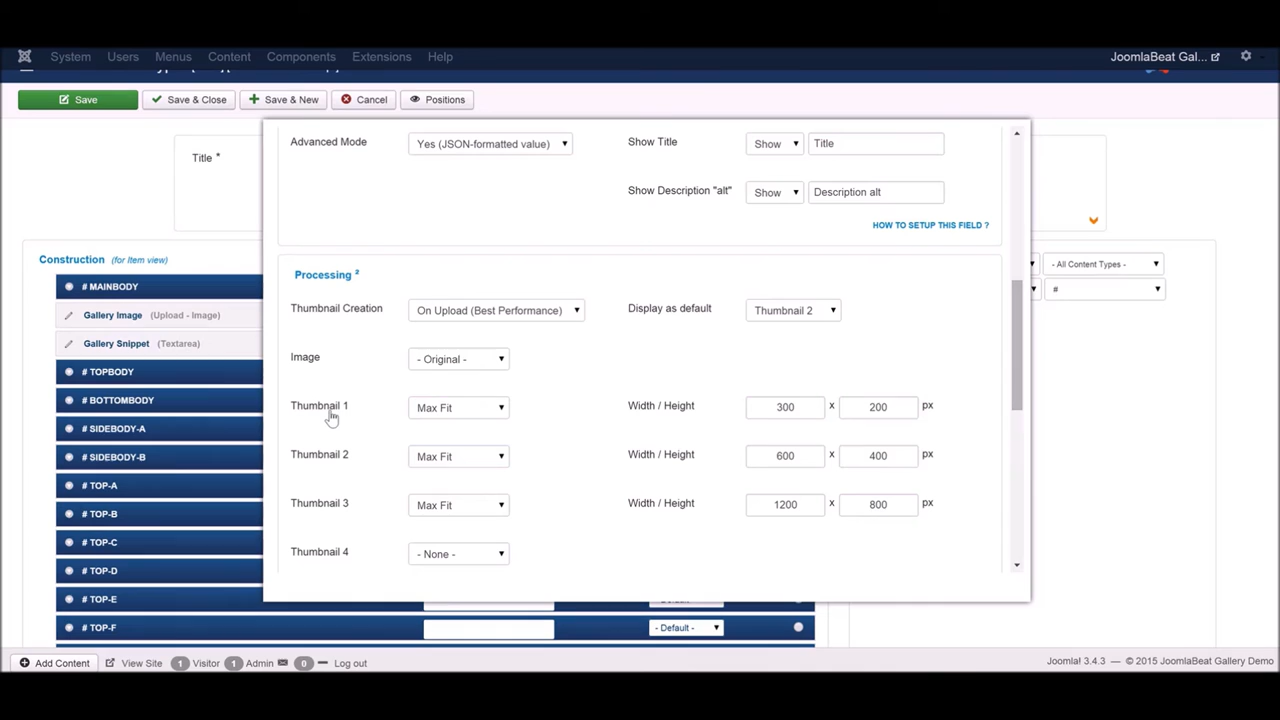 System Users Menus Content Components Extensions Help JoomlaBeat Gal...
Save Save & Close Save & New Cancel Positions
Title *
Advanced Mode Yes (JSON-formatted value) Show Title Show Title
Show Description "alt" Show Description alt
HOW TO SETUP THIS FIELD ?
Construction (for Item view)
- All Content Types -
#
# MAINBODY
Gallery Image (Upload - Image)
Gallery Snippet (Textarea)
# TOPBODY
# BOTTOMBODY
# SIDEBODY-A
# SIDEBODY-B
# TOP-A
# TOP-B
# TOP-C
# TOP-D
# TOP-E
# TOP-F - Default -
Processing ²
Thumbnail Creation On Upload (Best Performance) Display as default Thumbnail 2
Image - Original -
Thumbnail 1 Max Fit Width / Height 300 x 200 px
Thumbnail 2 Max Fit Width / Height 600 x 400 px
Thumbnail 3 Max Fit Width / Height 1200 x 800 px
Thumbnail 4 - None -
Add Content View Site 1 Visitor 1 Admin 0 Log out Joomla! 3.4.3 — © 2015 JoomlaBeat Gallery Demo